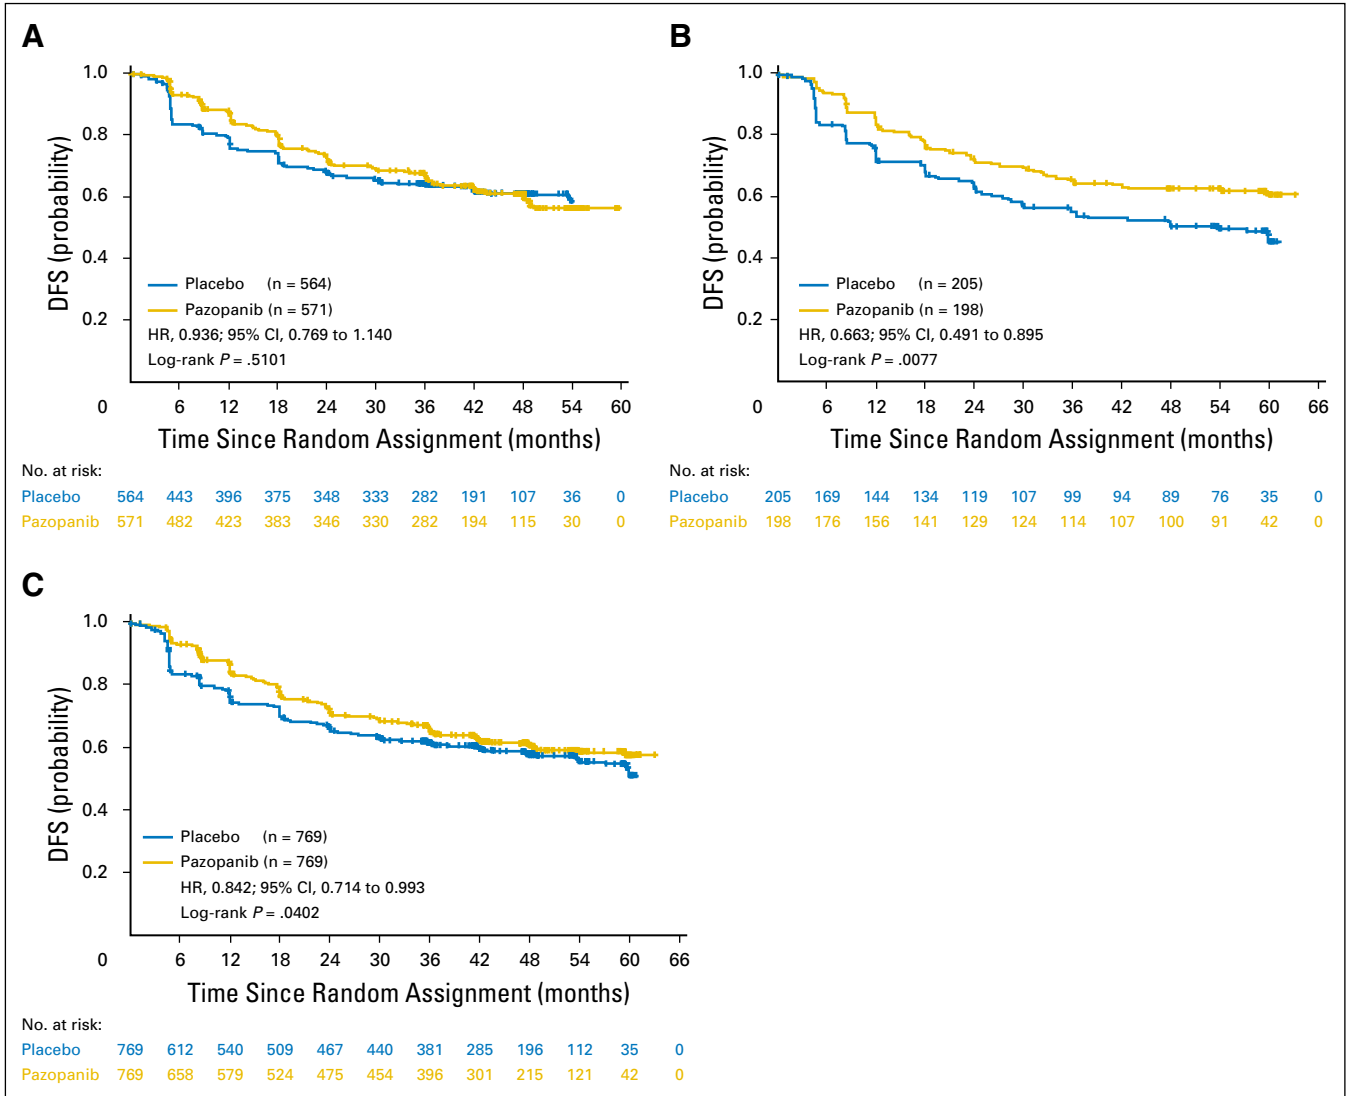 A
DFS (probability)
1.0
0.8
0.6
0.4
0.2
Placebo (n = 564)
Pazopanib (n = 571)
HR, 0.936; 95% CI, 0.769 to 1.140
Log-rank P = .5101
0 6 12 18 24 30 36 42 48 54 60
Time Since Random Assignment (months)
No. at risk:
Placebo 564 443 396 375 348 333 282 191 107 36 0
Pazopanib 571 482 423 383 346 330 282 194 115 30 0
B
DFS (probability)
1.0
0.8
0.6
0.4
0.2
Placebo (n = 205)
Pazopanib (n = 198)
HR, 0.663; 95% CI, 0.491 to 0.895
Log-rank P = .0077
0 6 12 18 24 30 36 42 48 54 60 66
Time Since Random Assignment (months)
No. at risk:
Placebo 205 169 144 134 119 107 99 94 89 76 35 0
Pazopanib 198 176 156 141 129 124 114 107 100 91 42 0
C
DFS (probability)
1.0
0.8
0.6
0.4
0.2
Placebo (n = 769)
Pazopanib (n = 769)
HR, 0.842; 95% CI, 0.714 to 0.993
Log-rank P = .0402
0 6 12 18 24 30 36 42 48 54 60 66
Time Since Random Assignment (months)
No. at risk:
Placebo 769 612 540 509 467 440 381 285 196 112 35 0
Pazopanib 769 658 579 524 475 454 396 301 215 121 42 0